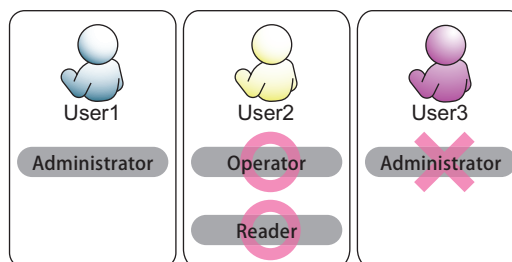 User1
User2
User3
Administrator
Operator
Administrator
Reader